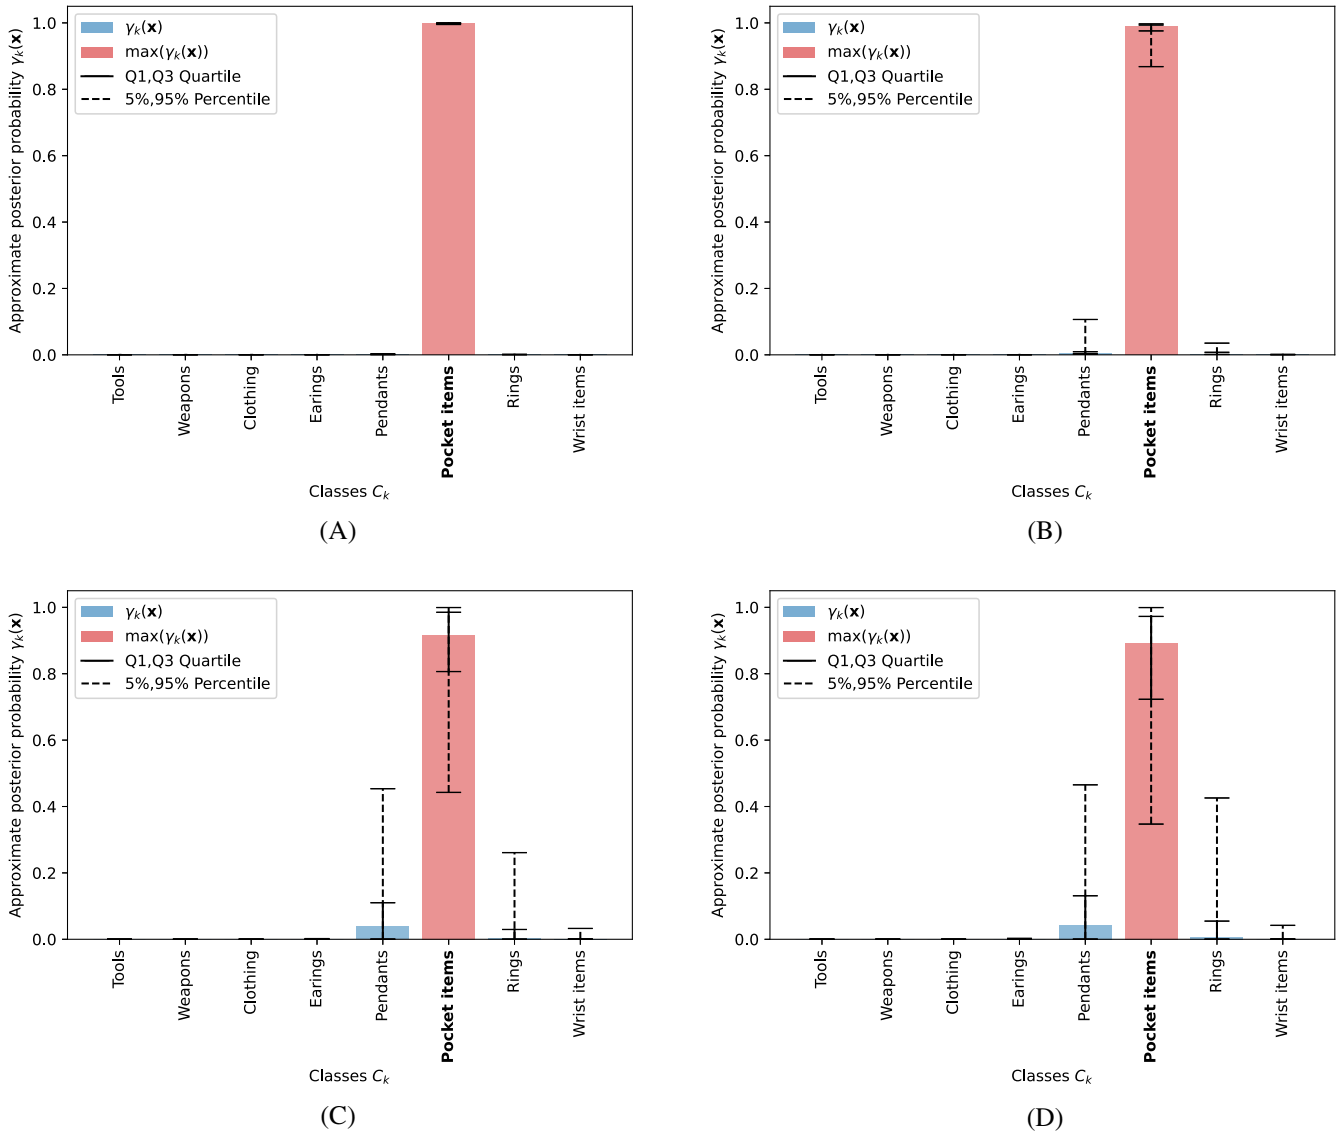 Approximate posterior probability γₖ(𝐱)
1.0
0.8
0.6
0.4
0.2
0.0
γₖ(𝐱)
max(γₖ(𝐱))
Q1,Q3 Quartile
5%,95% Percentile
Tools
Weapons
Clothing
Earings
Pendants
Pocket items
Rings
Wrist items
Classes Cₖ
(A)
Approximate posterior probability γₖ(𝐱)
1.0
0.8
0.6
0.4
0.2
0.0
γₖ(𝐱)
max(γₖ(𝐱))
Q1,Q3 Quartile
5%,95% Percentile
Tools
Weapons
Clothing
Earings
Pendants
Pocket items
Rings
Wrist items
Classes Cₖ
(B)
Approximate posterior probability γₖ(𝐱)
1.0
0.8
0.6
0.4
0.2
0.0
γₖ(𝐱)
max(γₖ(𝐱))
Q1,Q3 Quartile
5%,95% Percentile
Tools
Weapons
Clothing
Earings
Pendants
Pocket items
Rings
Wrist items
Classes Cₖ
(C)
Approximate posterior probability γₖ(𝐱)
1.0
0.8
0.6
0.4
0.2
0.0
γₖ(𝐱)
max(γₖ(𝐱))
Q1,Q3 Quartile
5%,95% Percentile
Tools
Weapons
Clothing
Earings
Pendants
Pocket items
Rings
Wrist items
Classes Cₖ
(D)